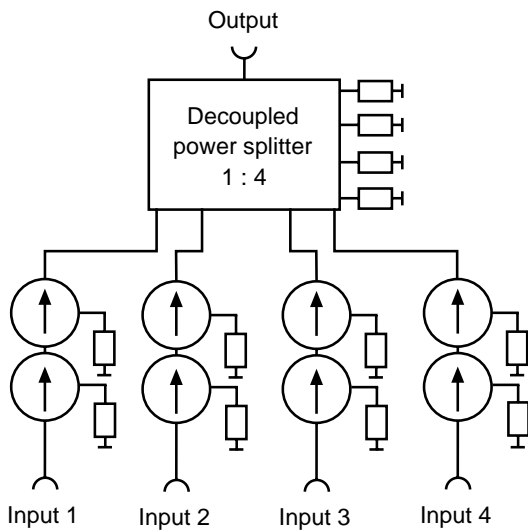 Output
Decoupled
power splitter
1 : 4
Input 1
Input 2
Input 3
Input 4